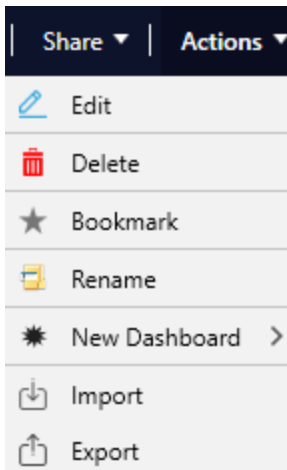 Share Actions
Edit
Delete
Bookmark
Rename
New Dashboard
Import
Export